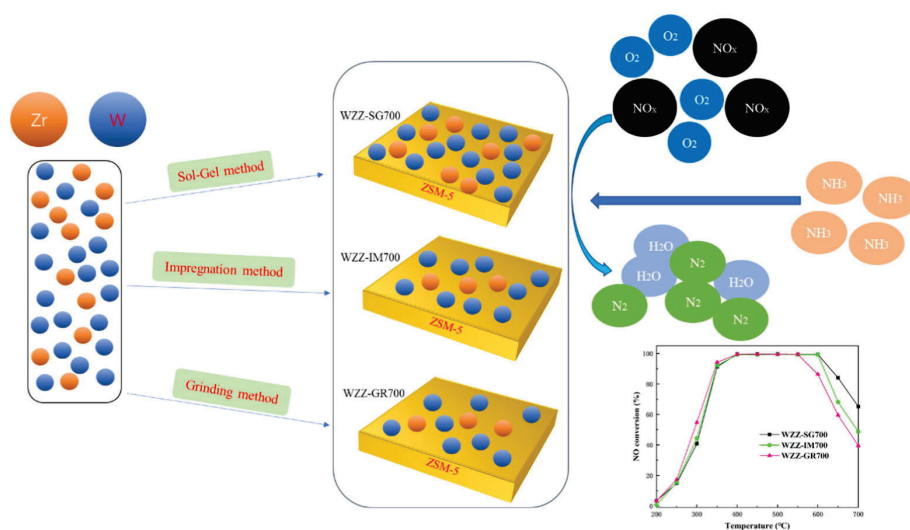 Zr
W
Sol-Gel method
Impregnation method
Grinding method
WZZ-SG700
ZSM-5
WZZ-IM700
ZSM-5
WZZ-GR700
ZSM-5
O2
O2
NOx
NOx
O2
NOx
O2
NH3
NH3
NH3
NH3
H2O
N2
H2O
H2O
N2
N2
N2
NO conversion (%)
100
80
60
40
20
0
WZZ-SG700
WZZ-IM700
WZZ-GR700
200 300 400 500 600 700
Temperature (°C)